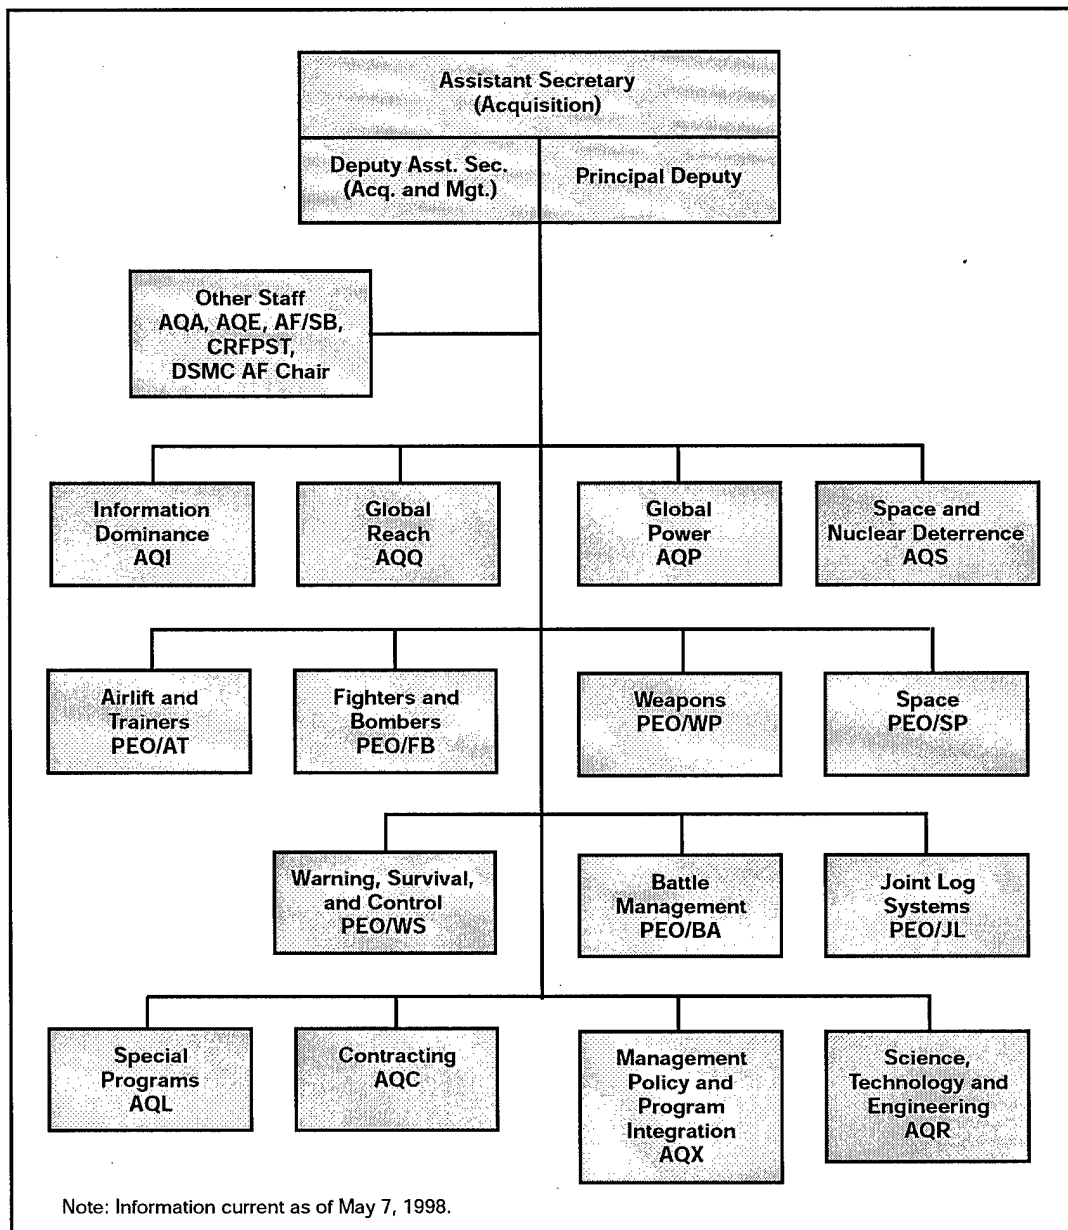 Assistant Secretary
(Acquisition)
Deputy Asst. Sec.
(Acq. and Mgt.)
Principal Deputy
Other Staff
AQA, AQE, AF/SB,
CRFPST,
DSMC AF Chair
Information
Dominance
AQI
Global
Reach
AQQ
Global
Power
AQP
Space and
Nuclear Deterrence
AQS
Airlift and
Trainers
PEO/AT
Fighters and
Bombers
PEO/FB
Weapons
PEO/WP
Space
PEO/SP
Warning, Survival,
and Control
PEO/WS
Battle
Management
PEO/BA
Joint Log
Systems
PEO/JL
Special
Programs
AQL
Contracting
AQC
Management
Policy and
Program
Integration
AQX
Science,
Technology and
Engineering
AQR
Note: Information current as of May 7, 1998.